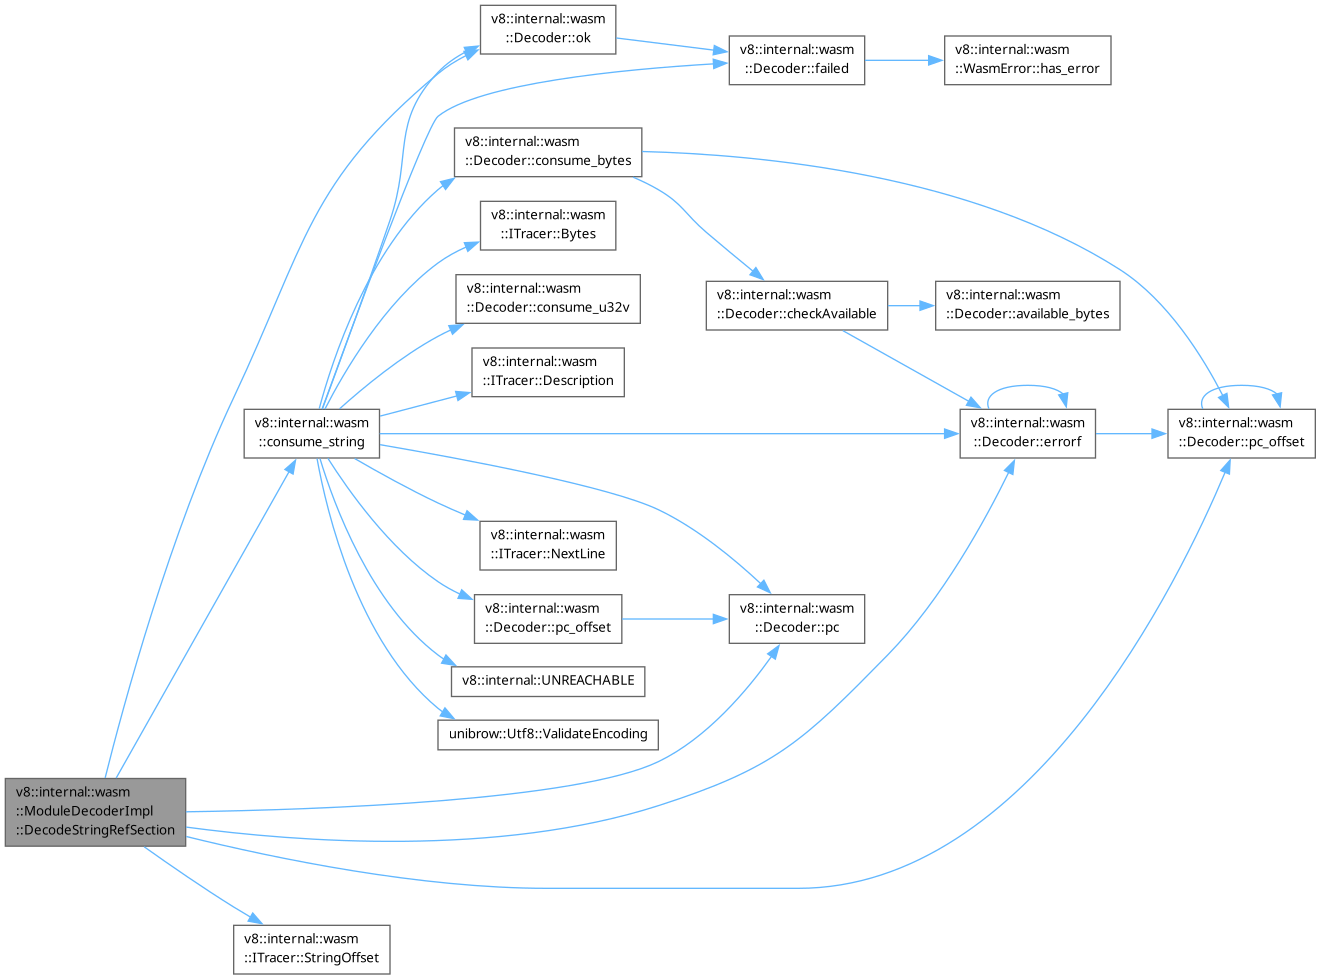 v8::internal::wasm
::Decoder::ok
v8::internal::wasm
::Decoder::failed
v8::internal::wasm
::WasmError::has_error
v8::internal::wasm
::Decoder::consume_bytes
v8::internal::wasm
::ITracer::Bytes
v8::internal::wasm
::Decoder::consume_u32v
v8::internal::wasm
::Decoder::checkAvailable
v8::internal::wasm
::Decoder::available_bytes
v8::internal::wasm
::ITracer::Description
v8::internal::wasm
::consume_string
v8::internal::wasm
::Decoder::errorf
v8::internal::wasm
::Decoder::pc_offset
v8::internal::wasm
::ITracer::NextLine
v8::internal::wasm
::Decoder::pc_offset
v8::internal::wasm
::Decoder::pc
v8::internal::UNREACHABLE
unibrow::Utf8::ValidateEncoding
v8::internal::wasm
::ModuleDecoderImpl
::DecodeStringRefSection
v8::internal::wasm
::ITracer::StringOffset